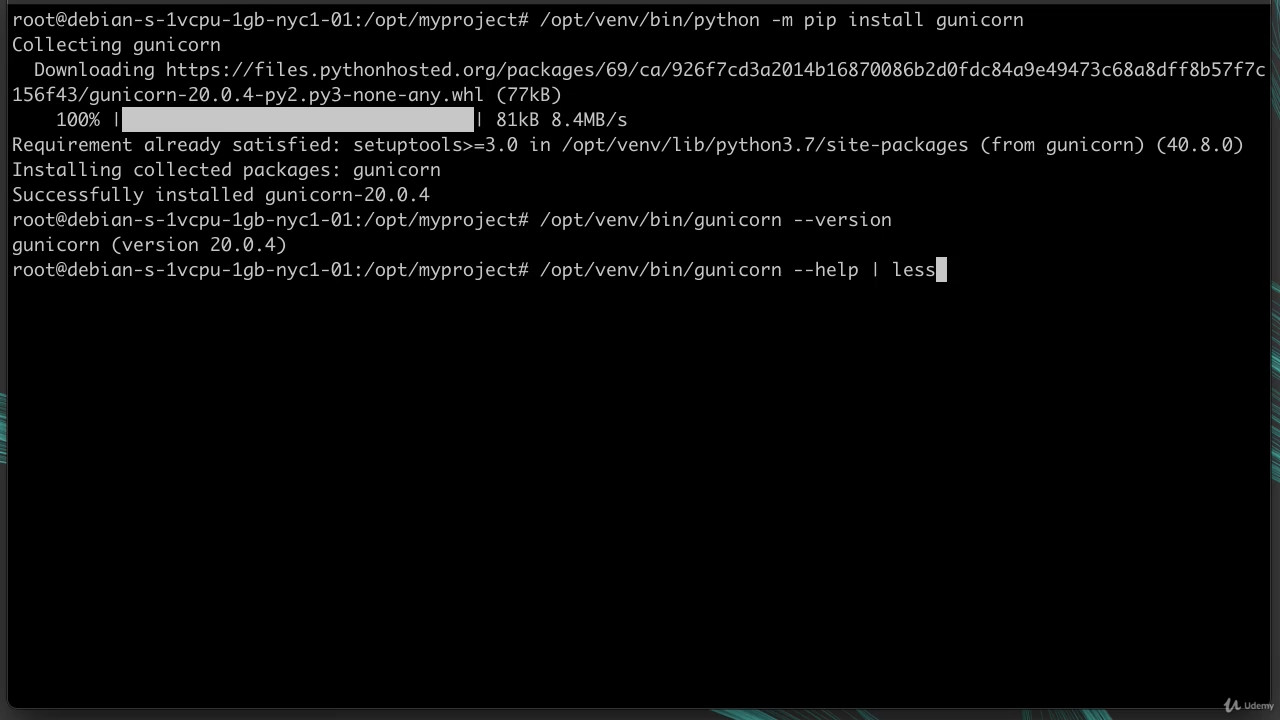 root@debian-s-1vcpu-1gb-nyc1-01:/opt/myproject# /opt/venv/bin/python -m pip install gunicorn
Collecting gunicorn
  Downloading https://files.pythonhosted.org/packages/69/ca/926f7cd3a2014b16870086b2d0fdc84a9e49473c68a8dff8b57f7c
156f43/gunicorn-20.0.4-py2.py3-none-any.whl (77kB)
    100% |                                | 81kB 8.4MB/s
Requirement already satisfied: setuptools>=3.0 in /opt/venv/lib/python3.7/site-packages (from gunicorn) (40.8.0)
Installing collected packages: gunicorn
Successfully installed gunicorn-20.0.4
root@debian-s-1vcpu-1gb-nyc1-01:/opt/myproject# /opt/venv/bin/gunicorn --version
gunicorn (version 20.0.4)
root@debian-s-1vcpu-1gb-nyc1-01:/opt/myproject# /opt/venv/bin/gunicorn --help | less
Udemy